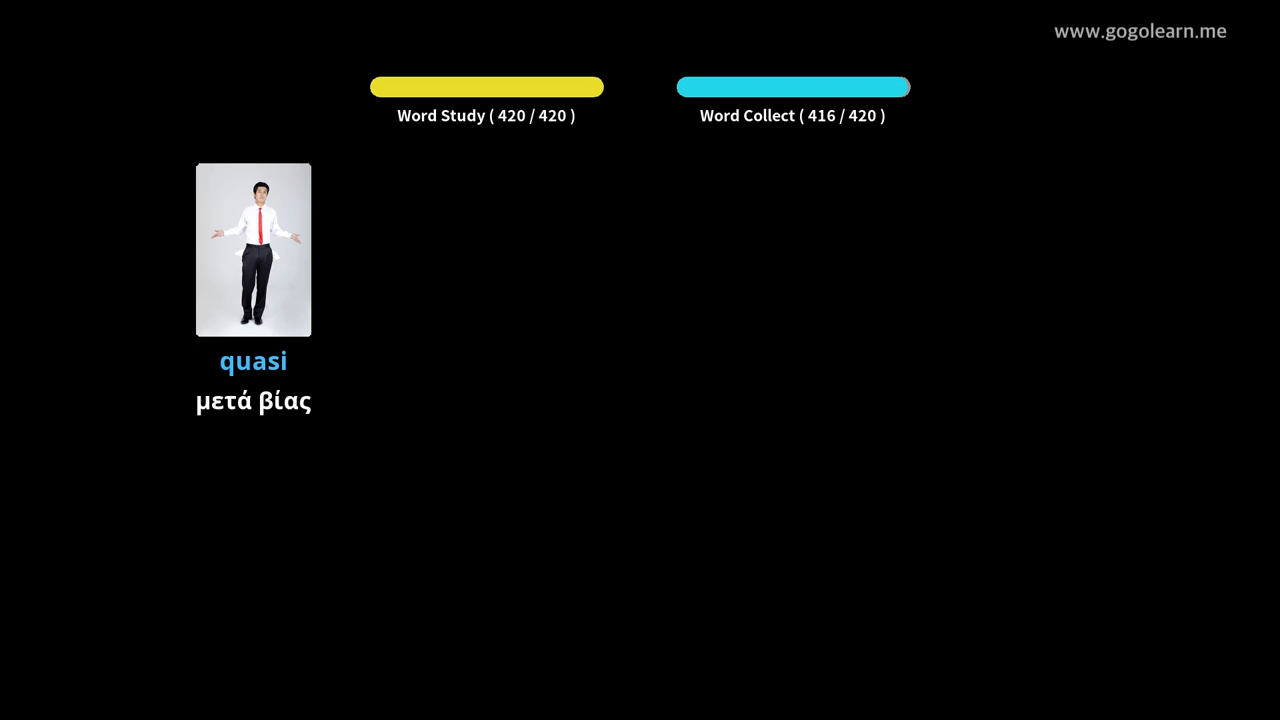 www.gogolearn.me
Word Study ( 420 / 420 )
Word Collect ( 416 / 420 )
quasi
μετά βίας